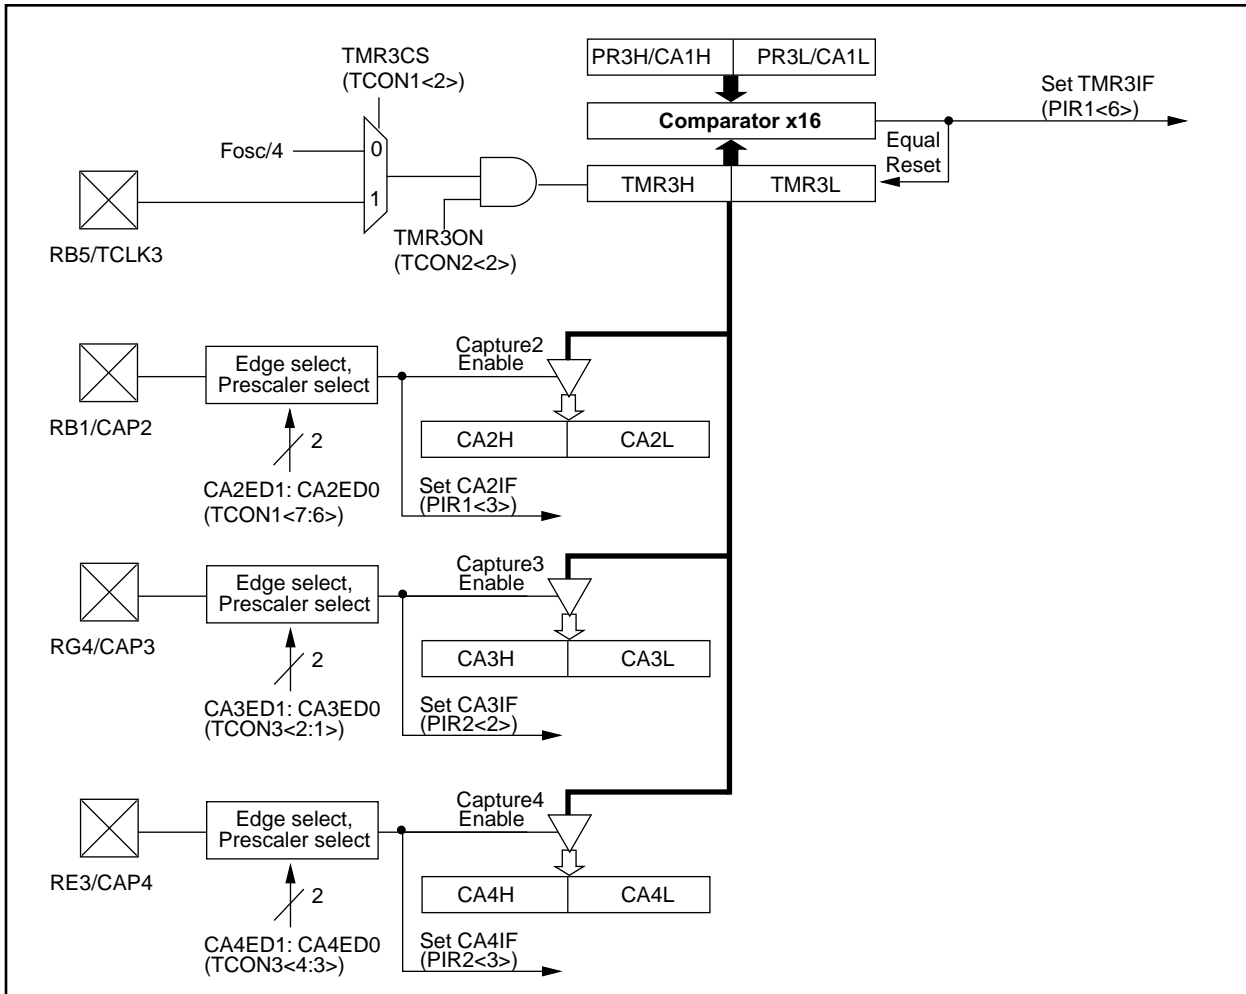 TMR3CS
(TCON1<2>)
PR3H/CA1H PR3L/CA1L
Set TMR3IF
(PIR1<6>)
Comparator x16
Fosc/4
0
Equal
Reset
1
TMR3H TMR3L
RB5/TCLK3
TMR3ON
(TCON2<2>)
Capture2
Enable
Edge select,
Prescaler select
RB1/CAP2
2
CA2H CA2L
CA2ED1: CA2ED0
(TCON1<7:6>)
Set CA2IF
(PIR1<3>)
Capture3
Enable
Edge select,
Prescaler select
RG4/CAP3
2
CA3H CA3L
CA3ED1: CA3ED0
(TCON3<2:1>)
Set CA3IF
(PIR2<2>)
Capture4
Enable
Edge select,
Prescaler select
RE3/CAP4
2
CA4H CA4L
CA4ED1: CA4ED0
(TCON3<4:3>)
Set CA4IF
(PIR2<3>)